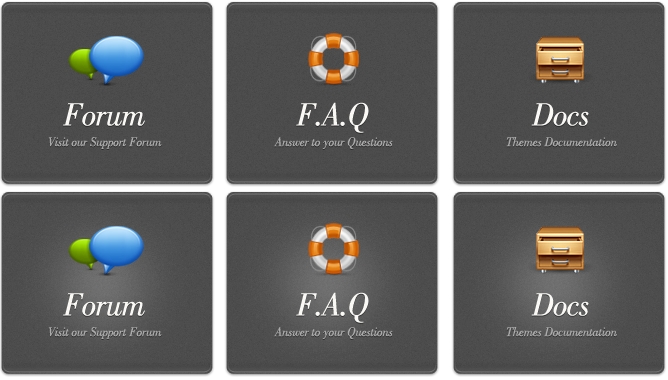 Forum
Visit our Support Forum
F.A.Q
Answer to your Questions
Docs
Themes Documentation
Forum
Visit our Support Forum
F.A.Q
Answer to your Questions
Docs
Themes Documentation